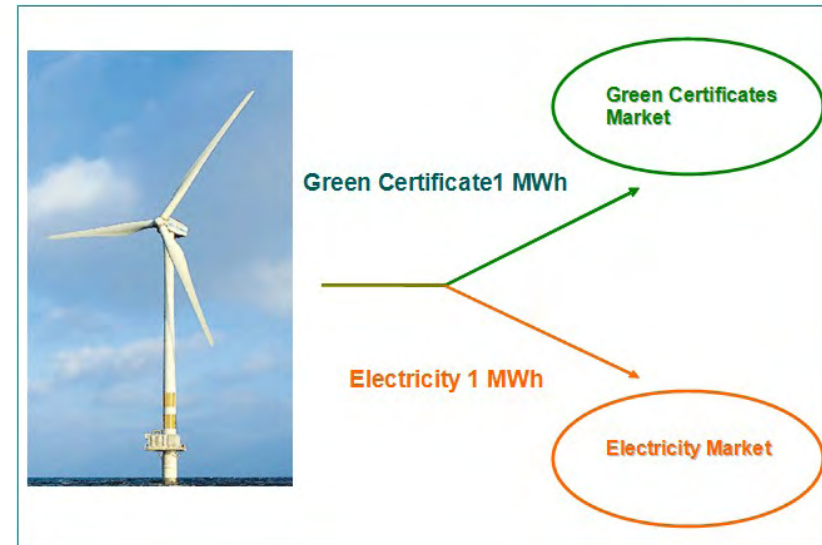 Green Certificates
Market
Green Certificate1 MWh
Electricity 1 MWh
Electricity Market